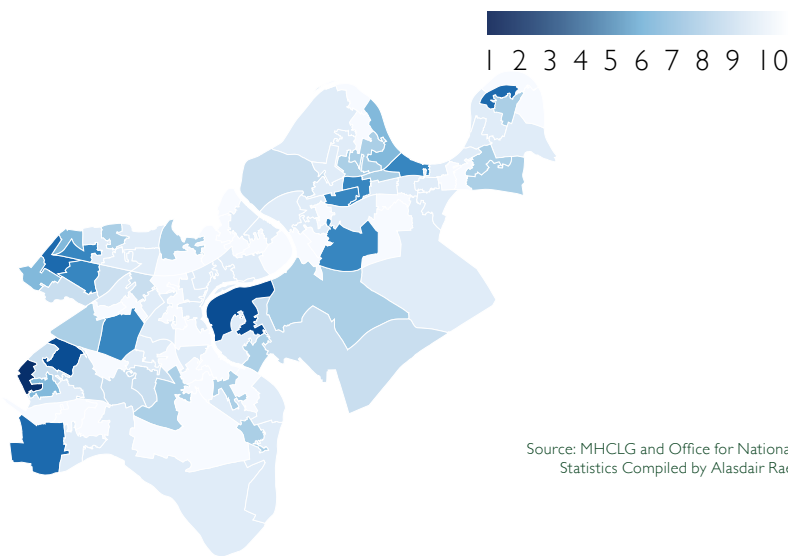 1 2 3 4 5 6 7 8 9 10
Source: MHCLG and Office for Nationa
Statistics Compiled by Alasdair Rae